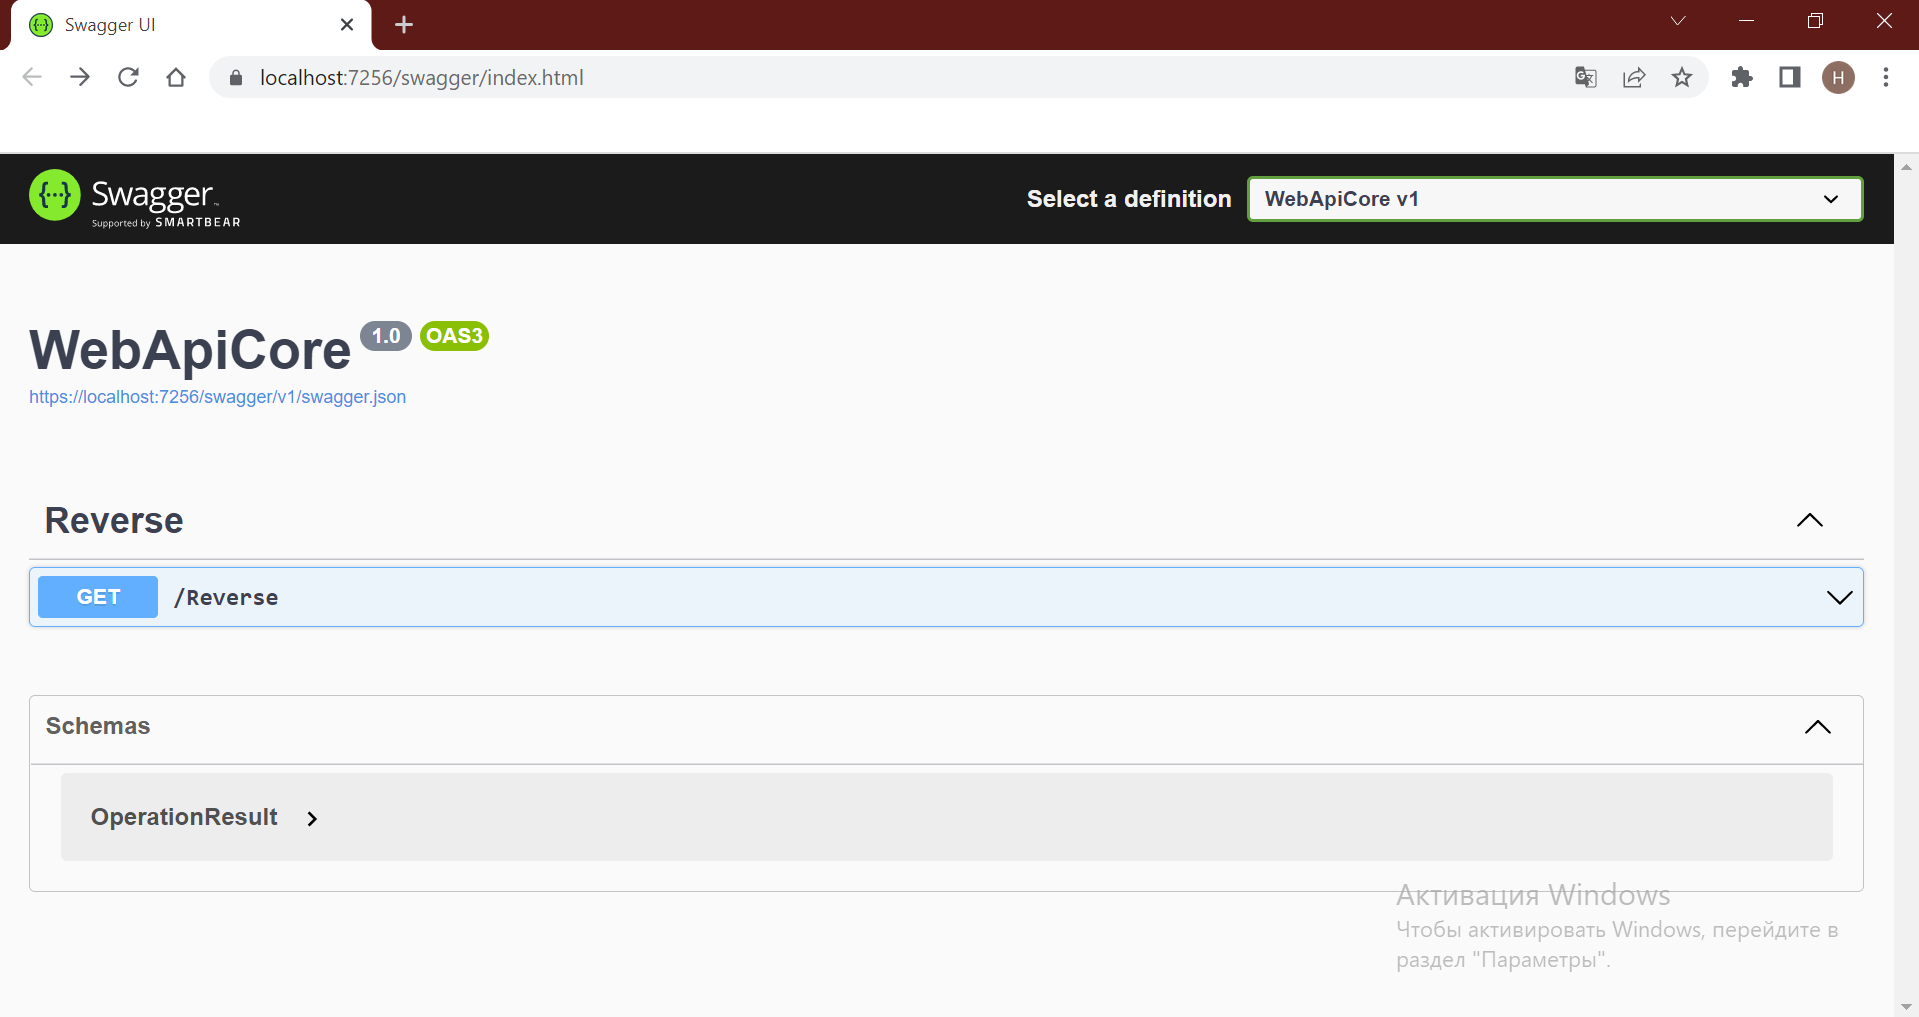 Swagger UI
localhost:7256/swagger/index.html
H
Swagger™
Supported by SMARTBEAR
Select a definition
WebApiCore v1
WebApiCore 1.0 OAS3
https://localhost:7256/swagger/v1/swagger.json
Reverse
GET /Reverse
Schemas
OperationResult
Активация Windows
Чтобы активировать Windows, перейдите в
раздел "Параметры".